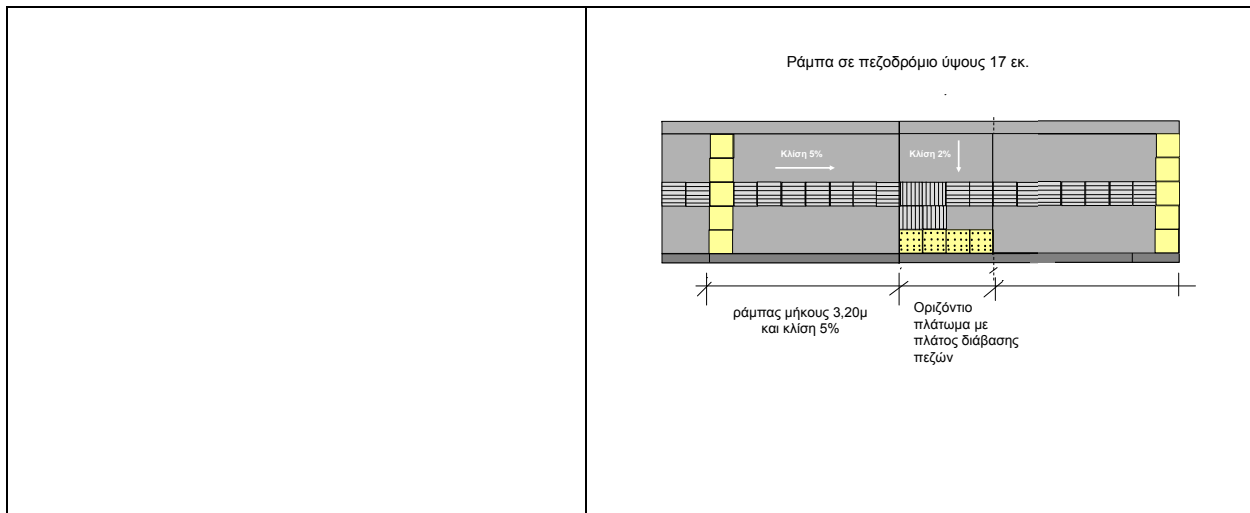 Ράμπα σε πεζοδρόμιο ύψους 17 εκ.
Κλίση 5%
Κλίση 2%
ράμπας μήκους 3,20μ
και κλίση 5%
Οριζόντιο
πλάτωμα με
πλάτος διάβασης
πεζών